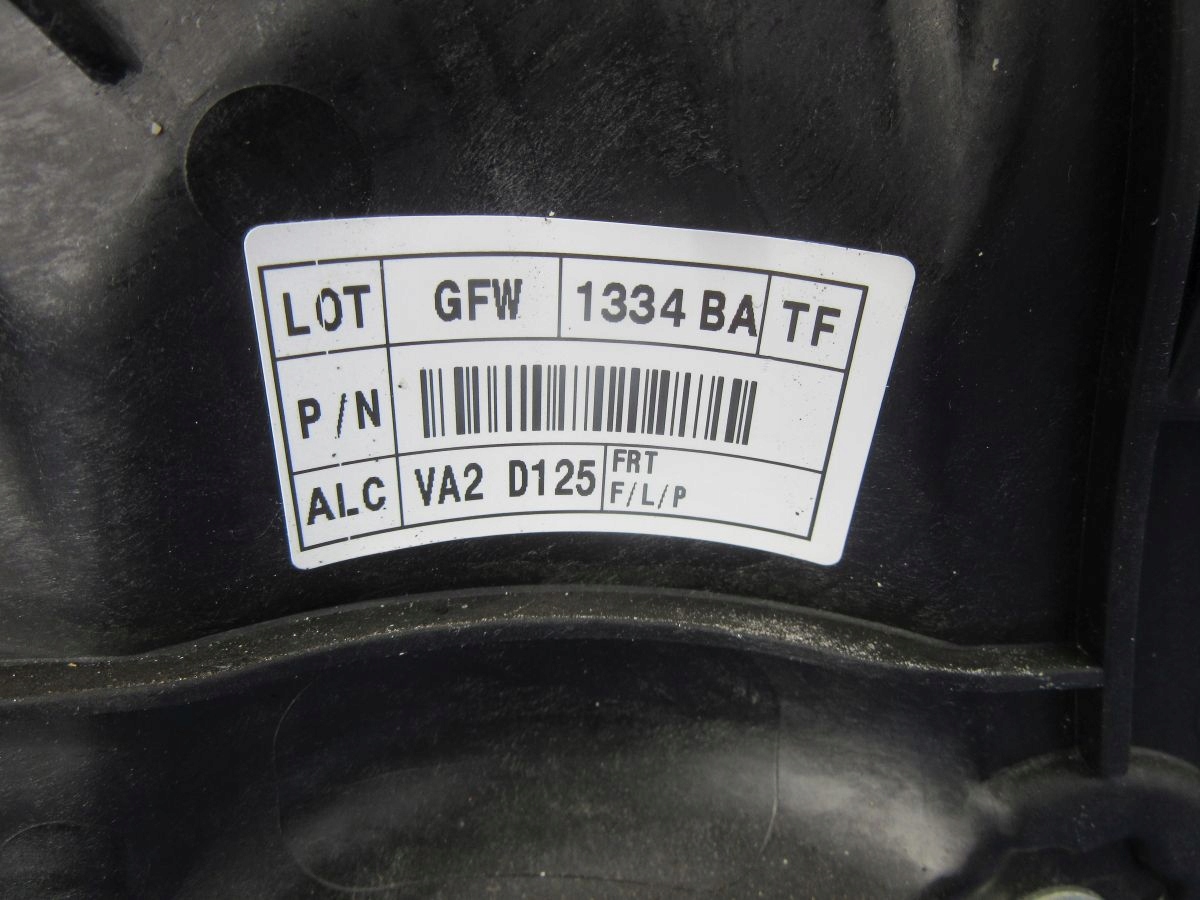 LOT GFW 1334 BA TF
P/N
ALC VA2 D125 FRT
F/L/P